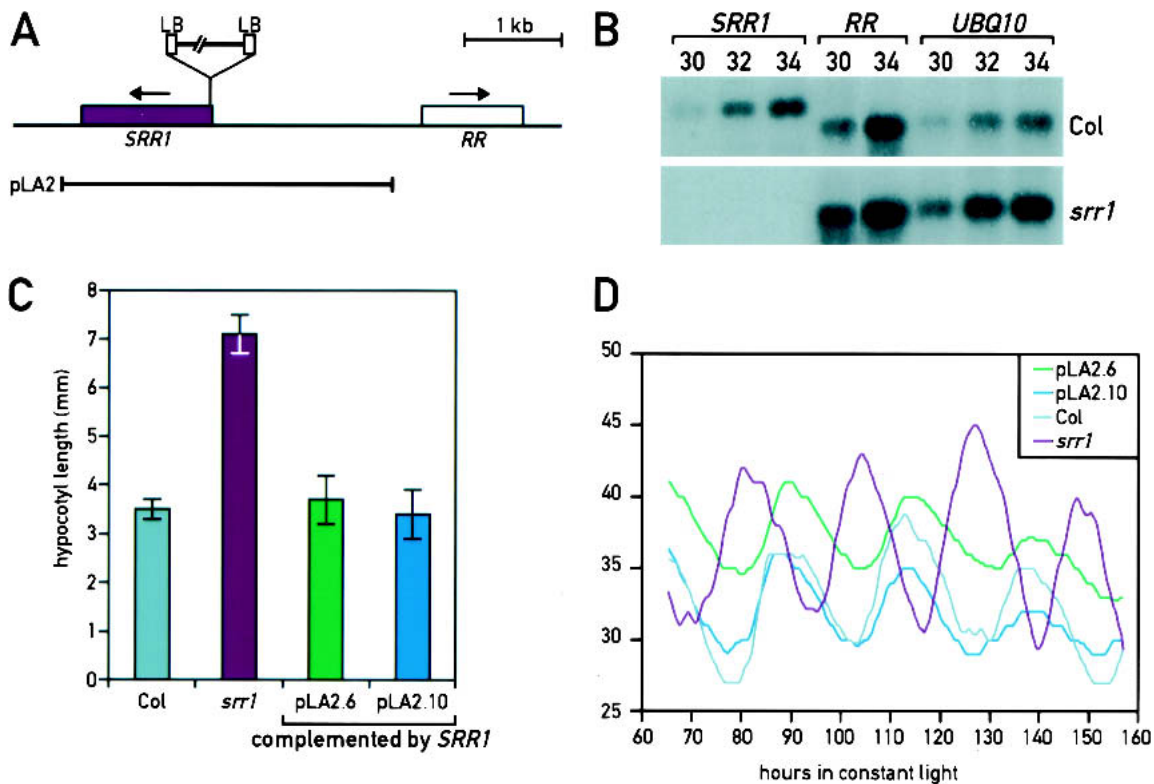 A
LB LB
1 kb
SRR1
RR
pLA2
B
SRR1 RR UBQ10
30 32 34 30 34 30 32 34
Col
srr1
C
hypocotyl length (mm)
8
7
6
5
4
3
2
1
0
Col srr1 pLA2.6 pLA2.10
complemented by SRR1
D
50
45
40
35
30
25
pLA2.6
pLA2.10
Col
srr1
60 70 80 90 100 110 120 130 140 150 160
hours in constant light